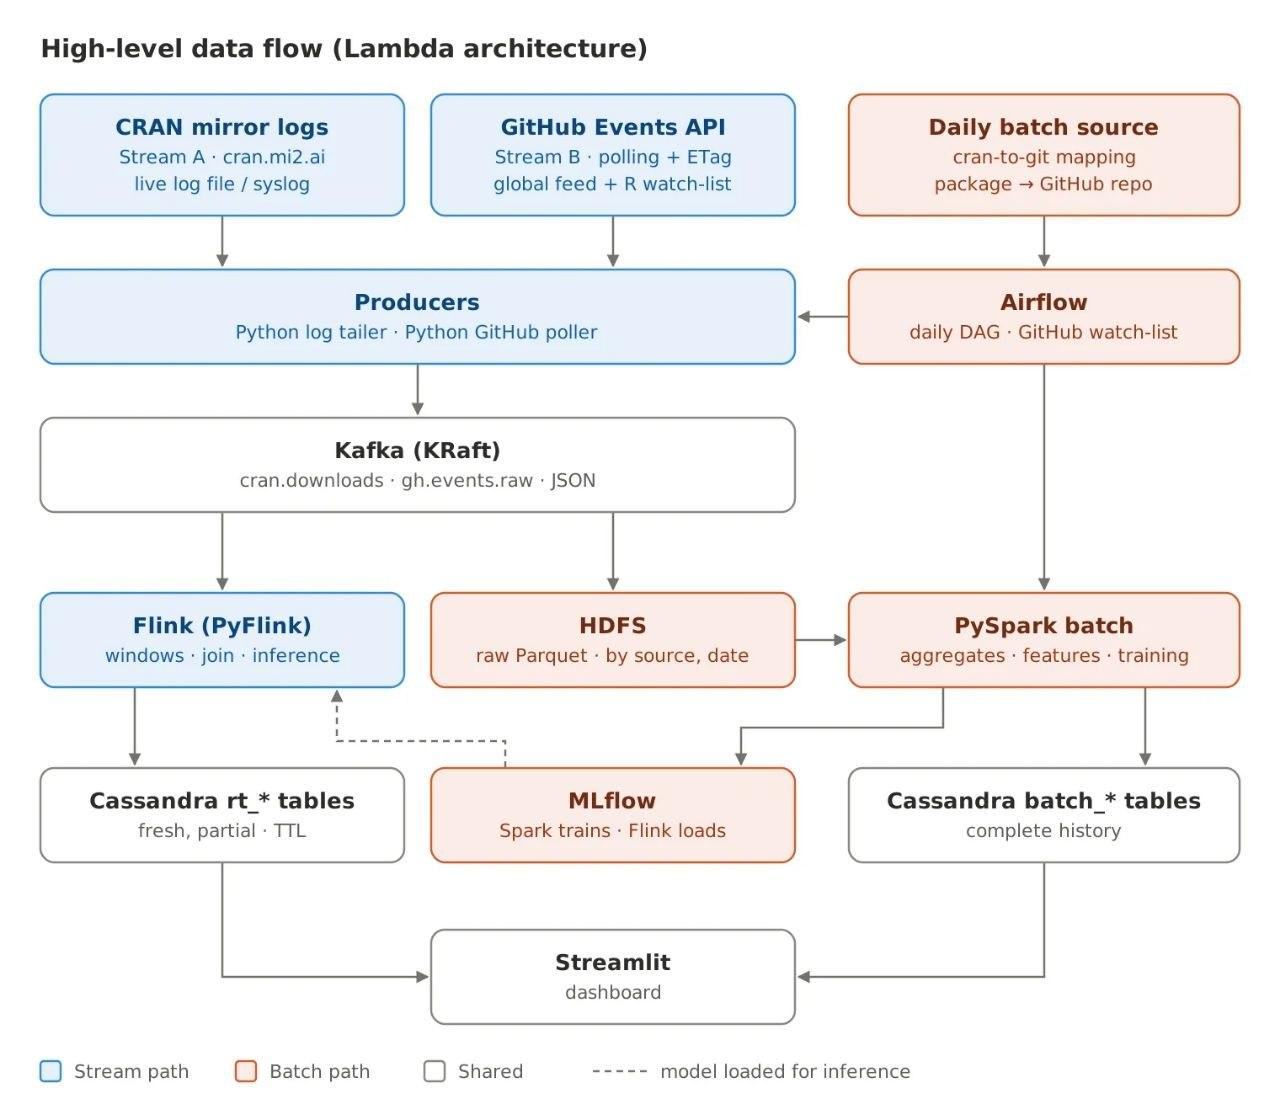 High-level data flow (Lambda architecture)
CRAN mirror logs
Stream A · cran.mi2.ai
live log file / syslog
GitHub Events API
Stream B · polling + ETag
global feed + R watch-list
Daily batch source
cran-to-git mapping
package → GitHub repo
Producers
Python log tailer · Python GitHub poller
Airflow
daily DAG · GitHub watch-list
Kafka (KRaft)
cran.downloads · gh.events.raw · JSON
Flink (PyFlink)
windows · join · inference
HDFS
raw Parquet · by source, date
PySpark batch
aggregates · features · training
Cassandra rt_* tables
fresh, partial · TTL
MLflow
Spark trains · Flink loads
Cassandra batch_* tables
complete history
Streamlit
dashboard
Stream path
Batch path
Shared
model loaded for inference